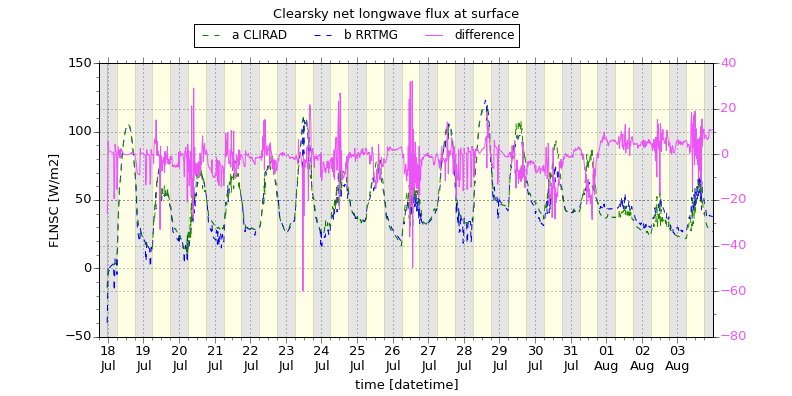 Clearsky net longwave flux at surface
a CLIRAD b RRTMG difference
150
100
50
0
−50
FLNSC [W/m2]
40
20
0
−20
−40
−60
−80
18 19 20 21 22 23 24 25 26 27 28 29 30 31 01 02 03
Jul Jul Jul Jul Jul Jul Jul Jul Jul Jul Jul Jul Jul Jul Aug Aug Aug
time [datetime]